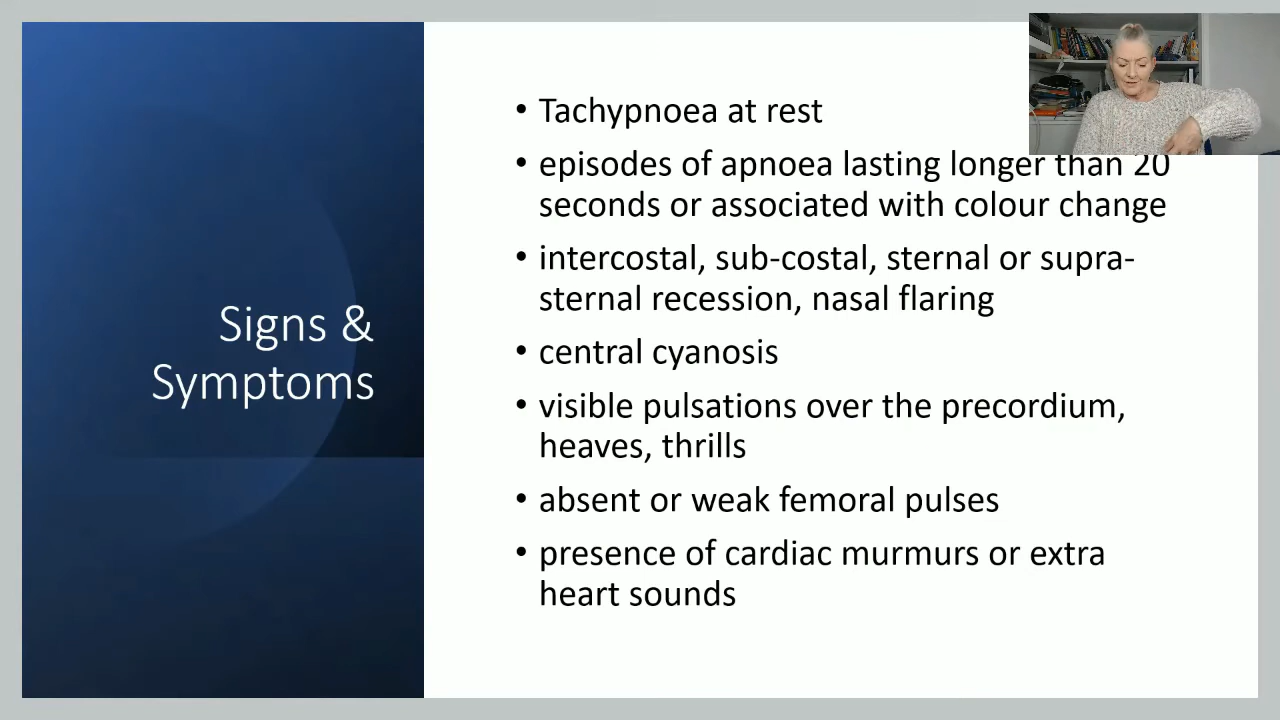 Signs &
Symptoms
• Tachypnoea at rest
• episodes of apnoea lasting longer than 20
seconds or associated with colour change
• intercostal, sub-costal, sternal or supra-
sternal recession, nasal flaring
• central cyanosis
• visible pulsations over the precordium,
heaves, thrills
• absent or weak femoral pulses
• presence of cardiac murmurs or extra
heart sounds